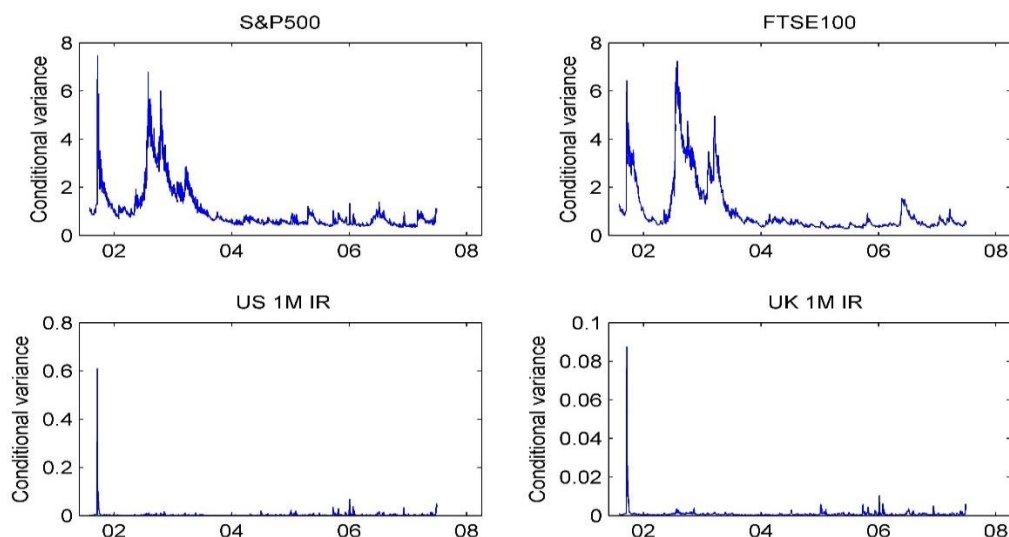 S&P500
Conditional variance
8
6
4
2
0
02 04 06 08
FTSE100
Conditional variance
8
6
4
2
0
02 04 06 08
US 1M IR
Conditional variance
0.8
0.6
0.4
0.2
0
02 04 06 08
UK 1M IR
Conditional variance
0.1
0.08
0.06
0.04
0.02
0
02 04 06 08